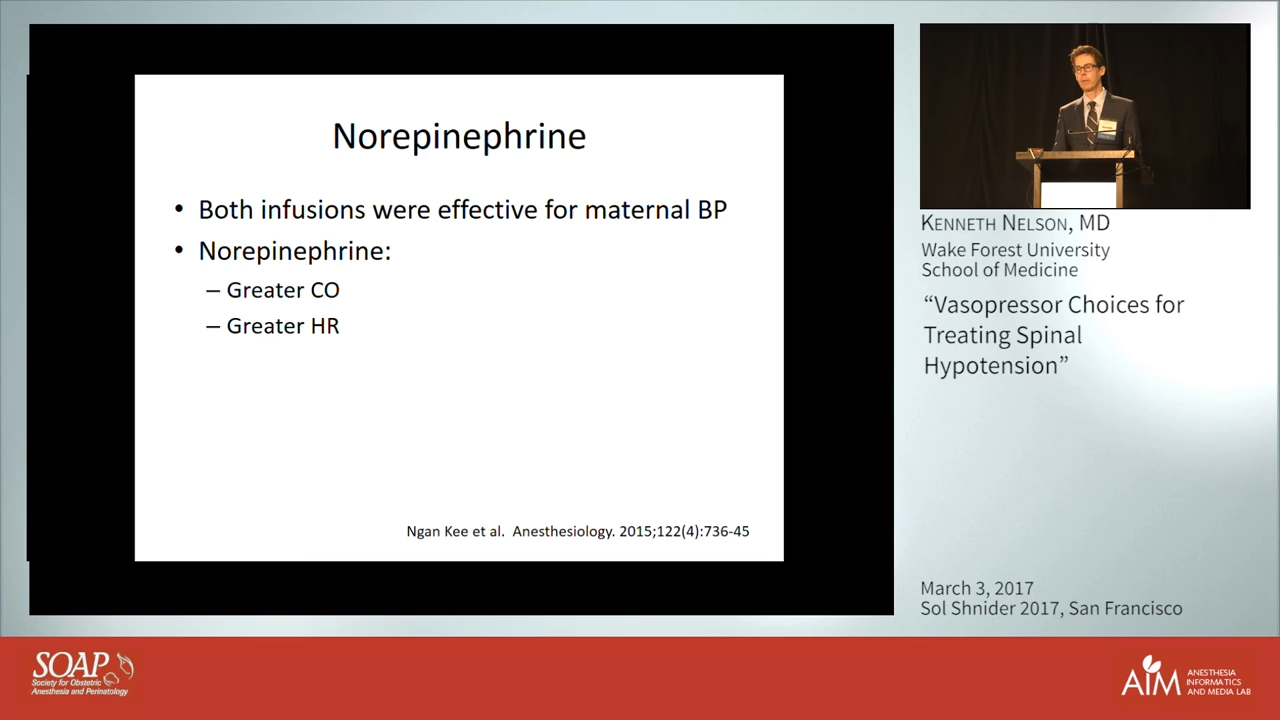 Norepinephrine
• Both infusions were effective for maternal BP
• Norepinephrine:
– Greater CO
– Greater HR
Ngan Kee et al. Anesthesiology. 2015;122(4):736-45
KENNETH NELSON, MD
Wake Forest University
School of Medicine
“Vasopressor Choices for
Treating Spinal
Hypotension”
March 3, 2017
Sol Shnider 2017, San Francisco
SOAP
Society for Obstetric
Anesthesia and Perinatology
AIM
ANESTHESIA
INFORMATICS
AND MEDIA LAB